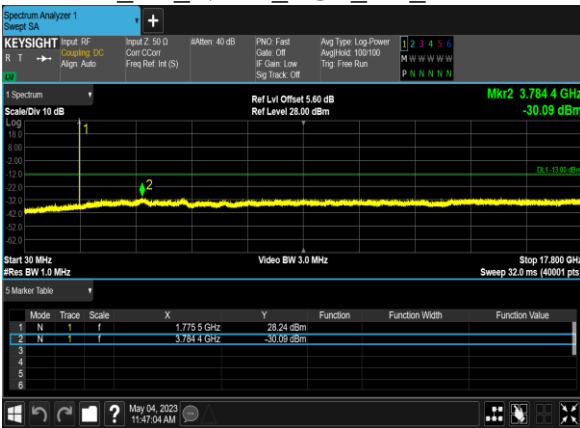 Spectrum Analyzer 1
Swept SA
+
KEYSIGHT
R T
LV
Input: RF
Coupling: DC
Align: Auto
Input Z: 50 Ω
Corr CCorr
Freq Ref: Int (S)
#Atten: 40 dB
PNO: Fast
Gate: Off
IF Gain: Low
Sig Track: Off
Avg Type: Log-Power
Avg|Hold: 100/100
Trig: Free Run
1 2 3 4 5 6
M W W W W W
P N N N N N
1 Spectrum
Scale/Div 10 dB
Ref Lvl Offset 5.60 dB
Ref Level 28.00 dBm
Mkr2 3.784 4 GHz
-30.09 dBm
Log
18.0
8.00
-2.00
-12.0
-22.0
-32.0
-42.0
-52.0
-62.0
1
2
DL1 -13.00 dBm
Start 30 MHz
#Res BW 1.0 MHz
Video BW 3.0 MHz
Stop 17.800 GHz
Sweep 32.0 ms (40001 pts)
5 Marker Table
Mode Trace Scale X Y Function Function Width Function Value
1 N 1 f 1.775 5 GHz 28.24 dBm
2 N 1 f 3.784 4 GHz -30.09 dBm
3
4
5
6
?
May 04, 2023
11:47:04 AM